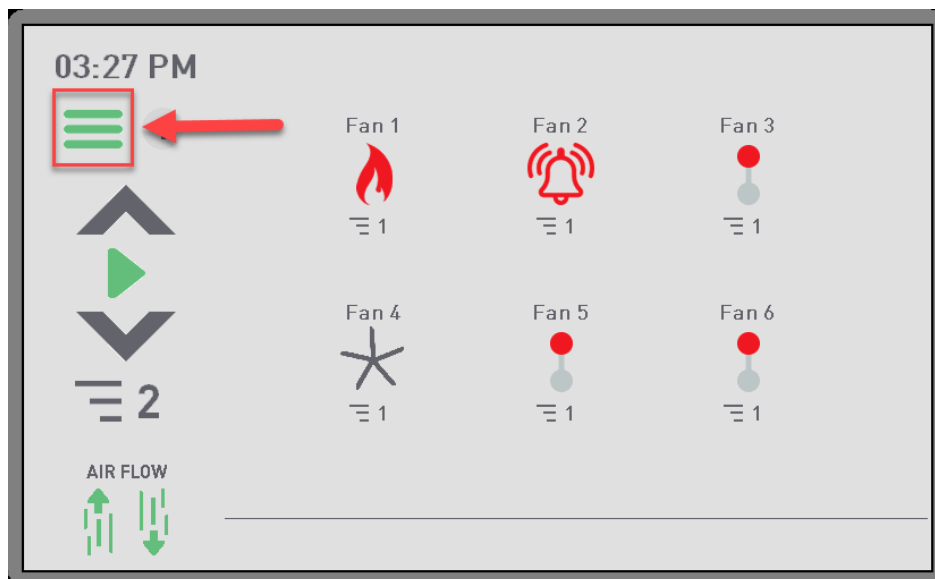 03:27 PM
Fan 1 Fan 2 Fan 3
1 1 1
Fan 4 Fan 5 Fan 6
1 1 1
2
AIR FLOW